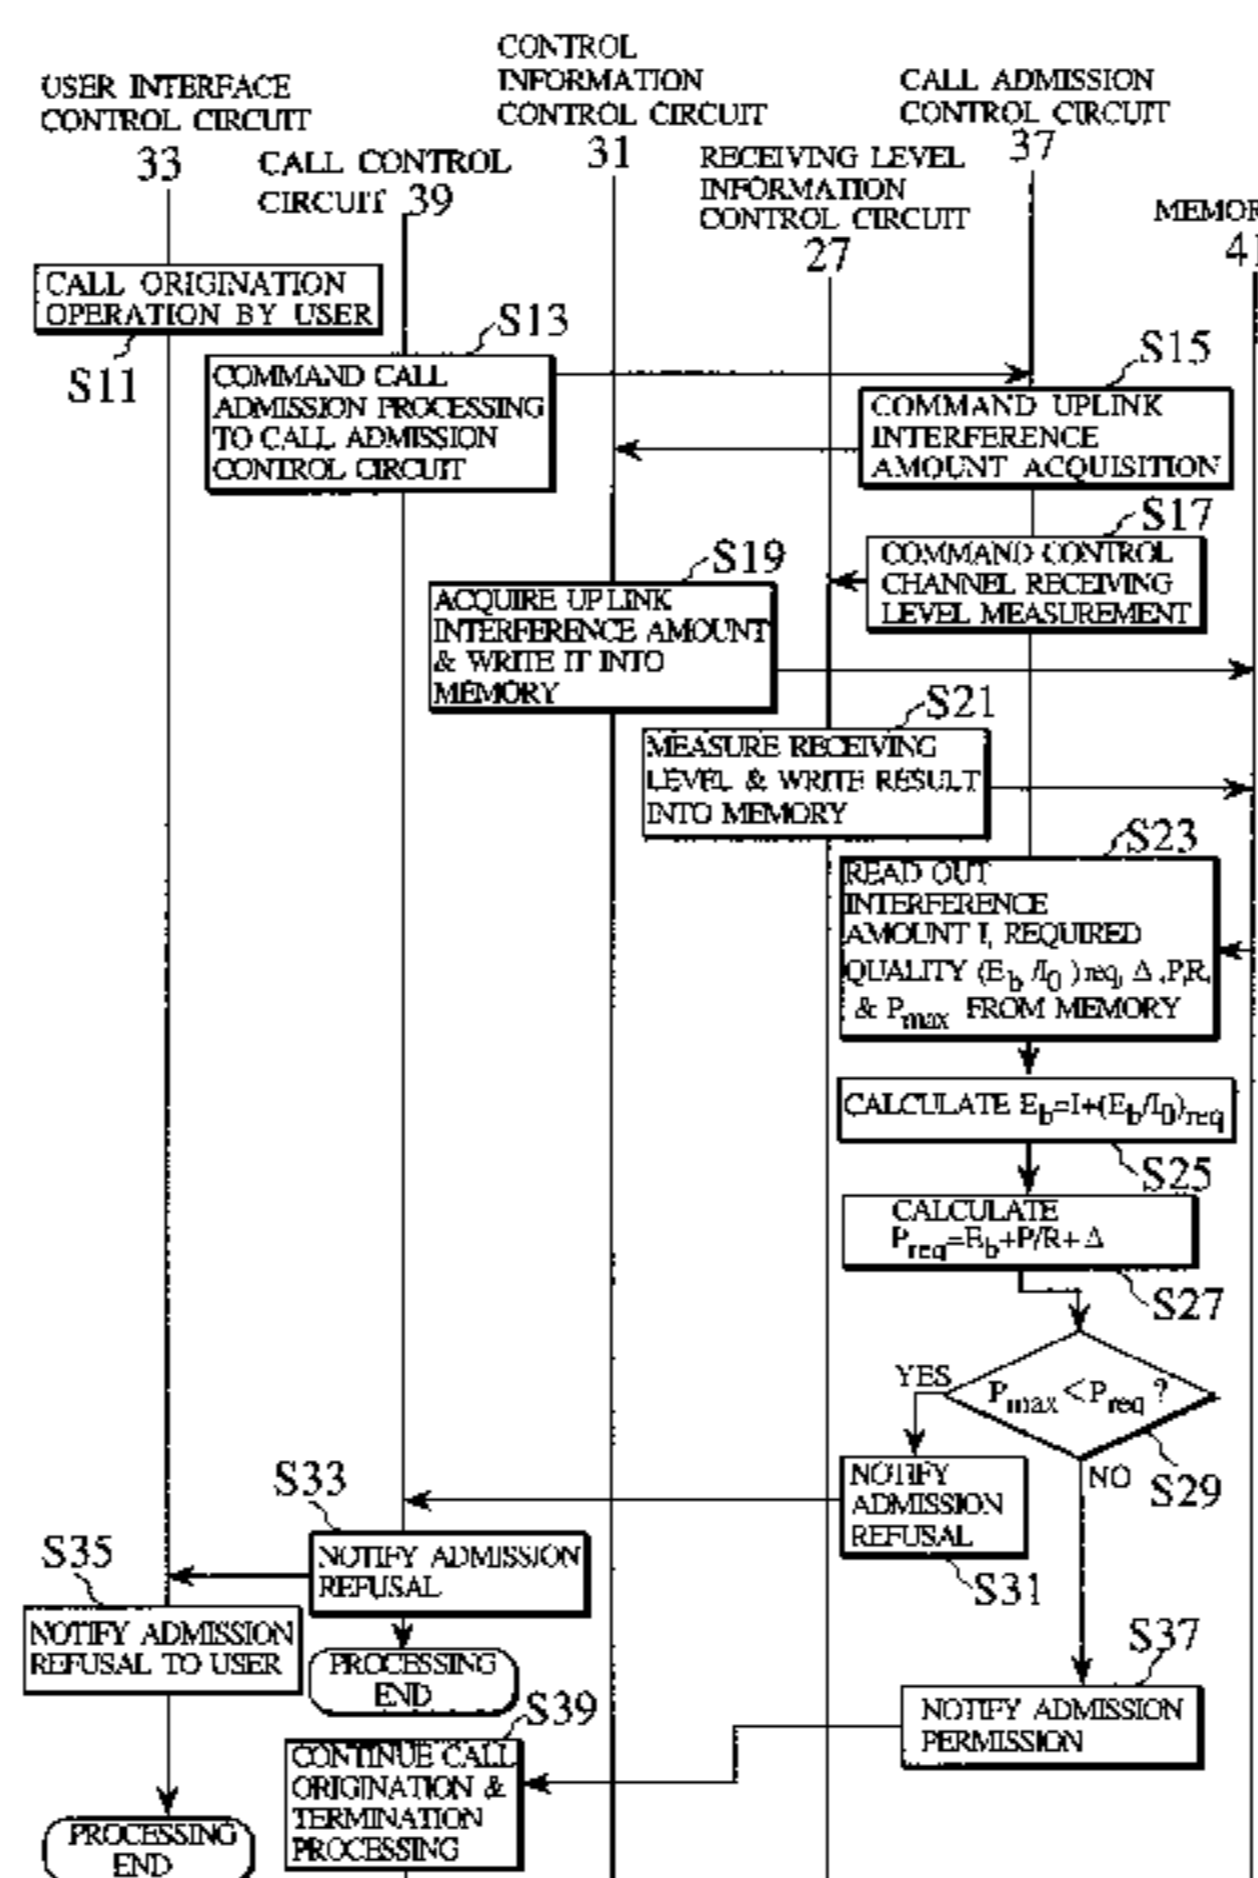 USER INTERFACE
CONTROL CIRCUIT
33
CALL CONTROL
CIRCUIT 39
CONTROL
INFORMATION
CONTROL CIRCUIT
31
RECEIVING LEVEL
INFORMATION
CONTROL CIRCUIT
27
CALL ADMISSION
CONTROL CIRCUIT
37
MEMOR
41
CALL ORIGINATION
OPERATION BY USER
S11
S13
COMMAND CALL
ADMISSION PROCESSING
TO CALL ADMISSION
CONTROL CIRCUIT
S15
COMMAND UPLINK
INTERFERENCE
AMOUNT ACQUISITION
S17
COMMAND CONTROL
CHANNEL RECEIVING
LEVEL MEASUREMENT
S19
ACQUIRE UPLINK
INTERFERENCE AMOUNT
& WRITE IT INTO
MEMORY
S21
MEASURE RECEIVING
LEVEL & WRITE RESULT
INTO MEMORY
S23
READ OUT
INTERFERENCE
AMOUNT I, REQUIRED
QUALITY (Eb/I0)req, Δ,P,R,
& Pmax FROM MEMORY
CALCULATE Eb=I+(Eb/I0)req
S25
CALCULATE
Preq=Eb+P/R+Δ
S27
Pmax<Preq ?
YES
NO
S29
NOTIFY
ADMISSION
REFUSAL
S31
S33
NOTIFY ADMISSION
REFUSAL
PROCESSING
END
S35
NOTIFY ADMISSION
REFUSAL TO USER
PROCESSING
END
S37
NOTIFY ADMISSION
PERMISSION
S39
CONTINUE CALL
ORIGINATION &
TERMINATION
PROCESSING